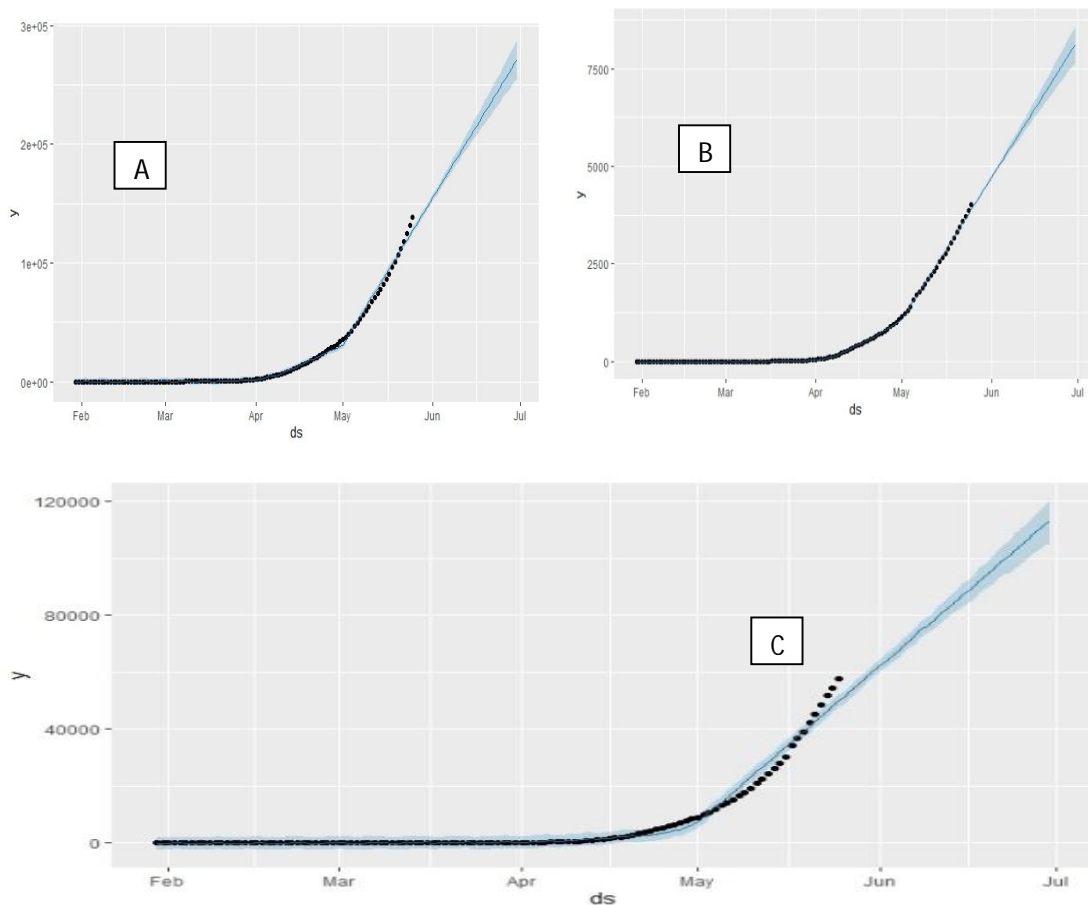 3e+05
2e+05
1e+05
0e+00
y
A
Feb Mar Apr May Jun Jul
ds
7500
5000
2500
0
y
B
Feb Mar Apr May Jun Jul
ds
120000
80000
40000
0
y
C
Feb Mar Apr May Jun Jul
ds